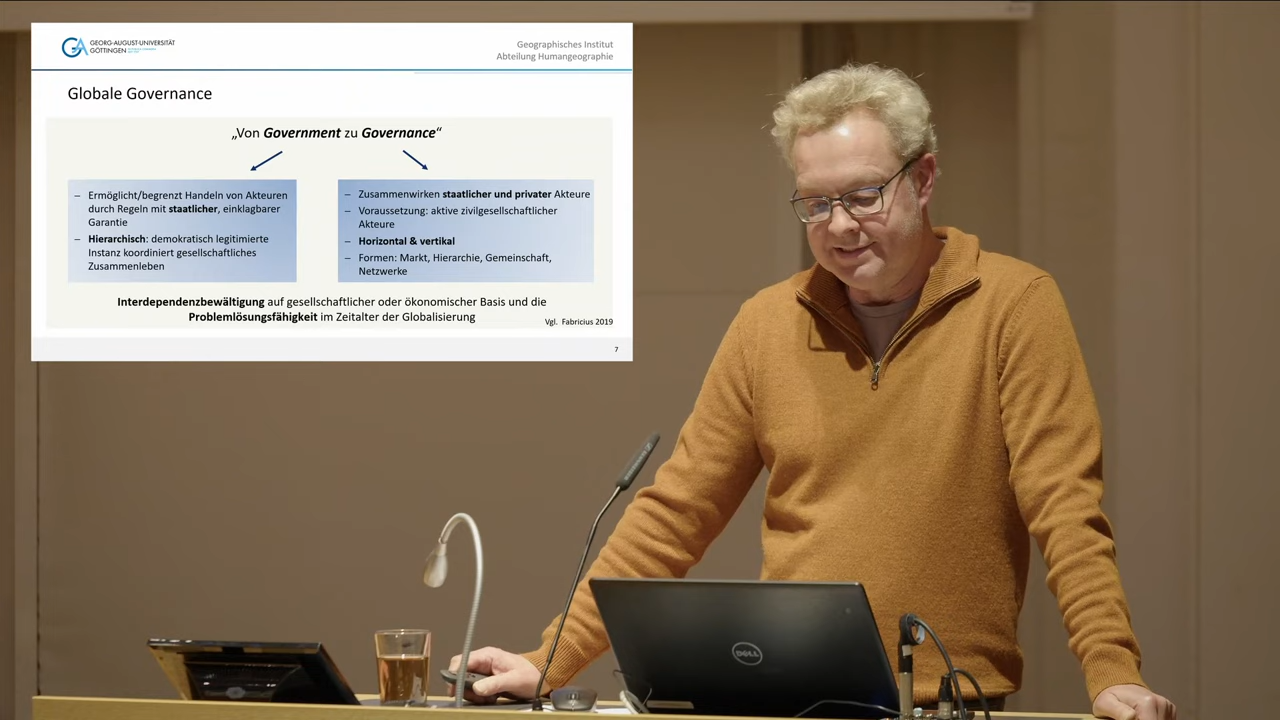 GEORG-AUGUST-UNIVERSITÄT
GÖTTINGEN
Geographisches Institut
Abteilung Humangeographie
Globale Governance
„Von Government zu Governance“
– Ermöglicht/begrenzt Handeln von Akteuren
durch Regeln mit staatlicher, einklagbarer
Garantie
– Hierarchisch: demokratisch legitimierte
Instanz koordiniert gesellschaftliches
Zusammenleben
– Zusammenwirken staatlicher und privater Akteure
– Voraussetzung: aktive zivilgesellschaftlicher
Akteure
– Horizontal & vertikal
– Formen: Markt, Hierarchie, Gemeinschaft,
Netzwerke
Interdependenzbewältigung auf gesellschaftlicher oder ökonomischer Basis und die
Problemlösungsfähigkeit im Zeitalter der Globalisierung
Vgl. Fabricius 2019
7
DELL